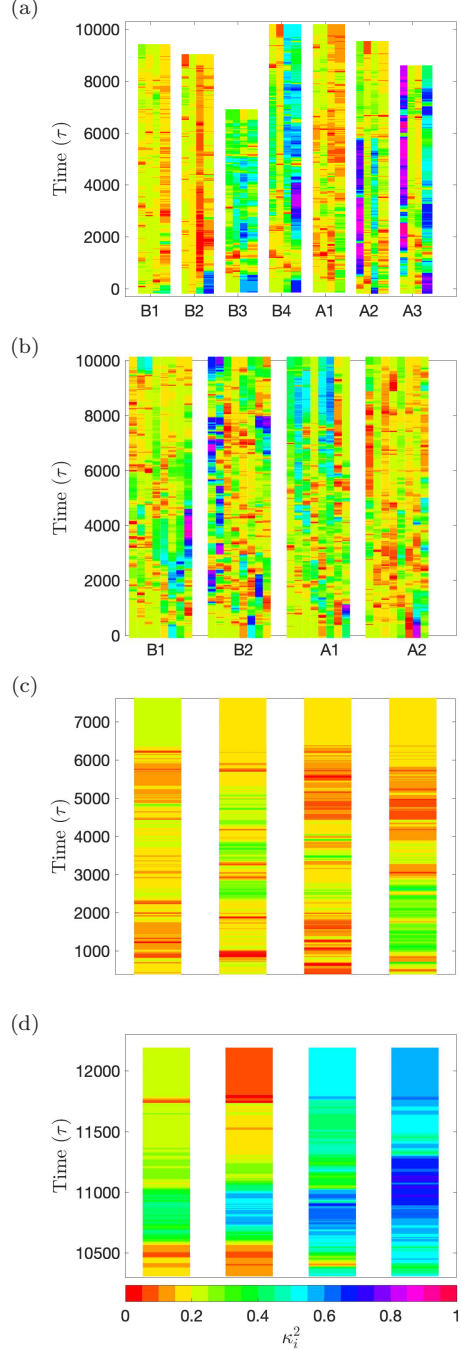 (a)
10000
8000
6000
4000
2000
0
Time (τ)
B1 B2 B3 B4 A1 A2 A3
(b)
10000
8000
6000
4000
2000
0
Time (τ)
B1 B2 A1 A2
(c)
7000
6000
5000
4000
3000
2000
1000
Time (τ)
(d)
12000
11500
11000
10500
Time (τ)
0 0.2 0.4 0.6 0.8 1
κ_i^2